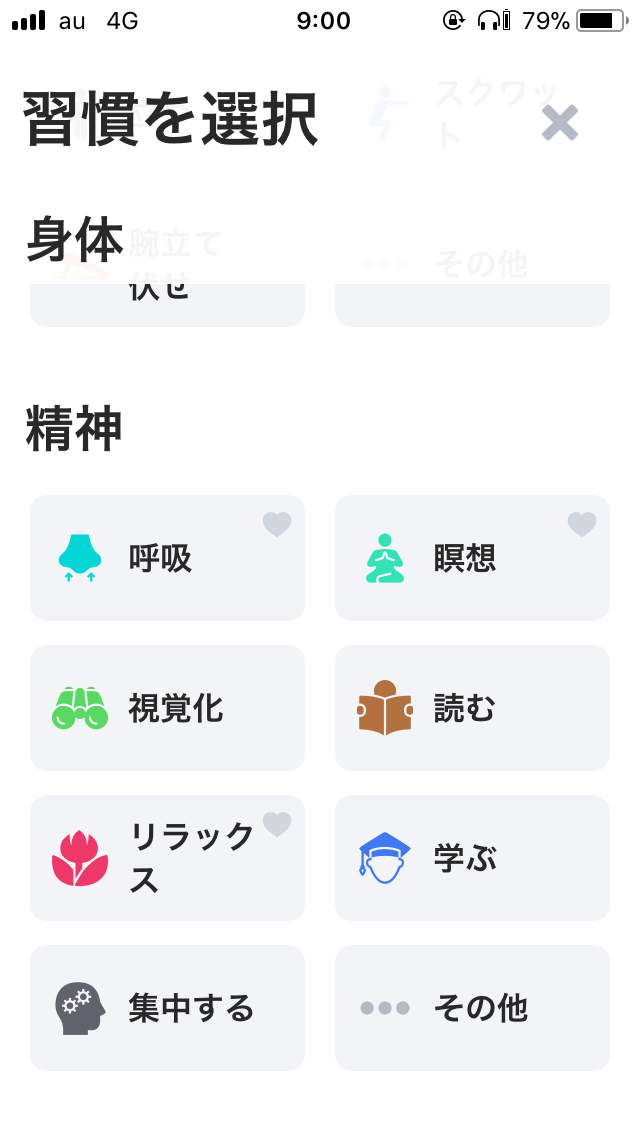 au 4G 9:00 79%
習慣を選択
スクワッ
ト
身体
腕立て
伏せ
その他
精神
呼吸
瞑想
視覚化
読む
リラック
ス
学ぶ
集中する
その他